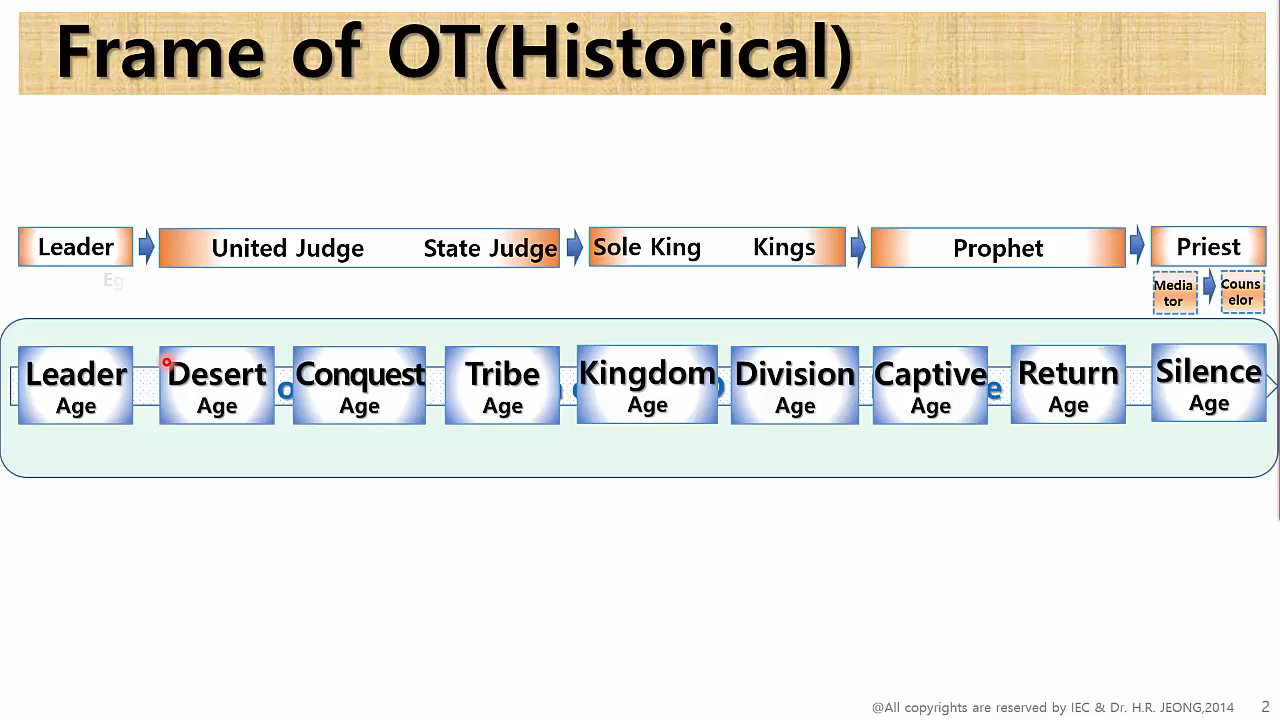 Frame of OT(Historical)
Leader United Judge State Judge Sole King Kings Prophet Priest
Eg
Media
tor
Couns
elor
Leader
Age
Desert
Age
Conquest
Age
Tribe
Age
Kingdom
Age
Division
Age
Captive
Age
Return
Age
Silence
Age
@All copyrights are reserved by IEC & Dr. H.R. JEONG,2014 2